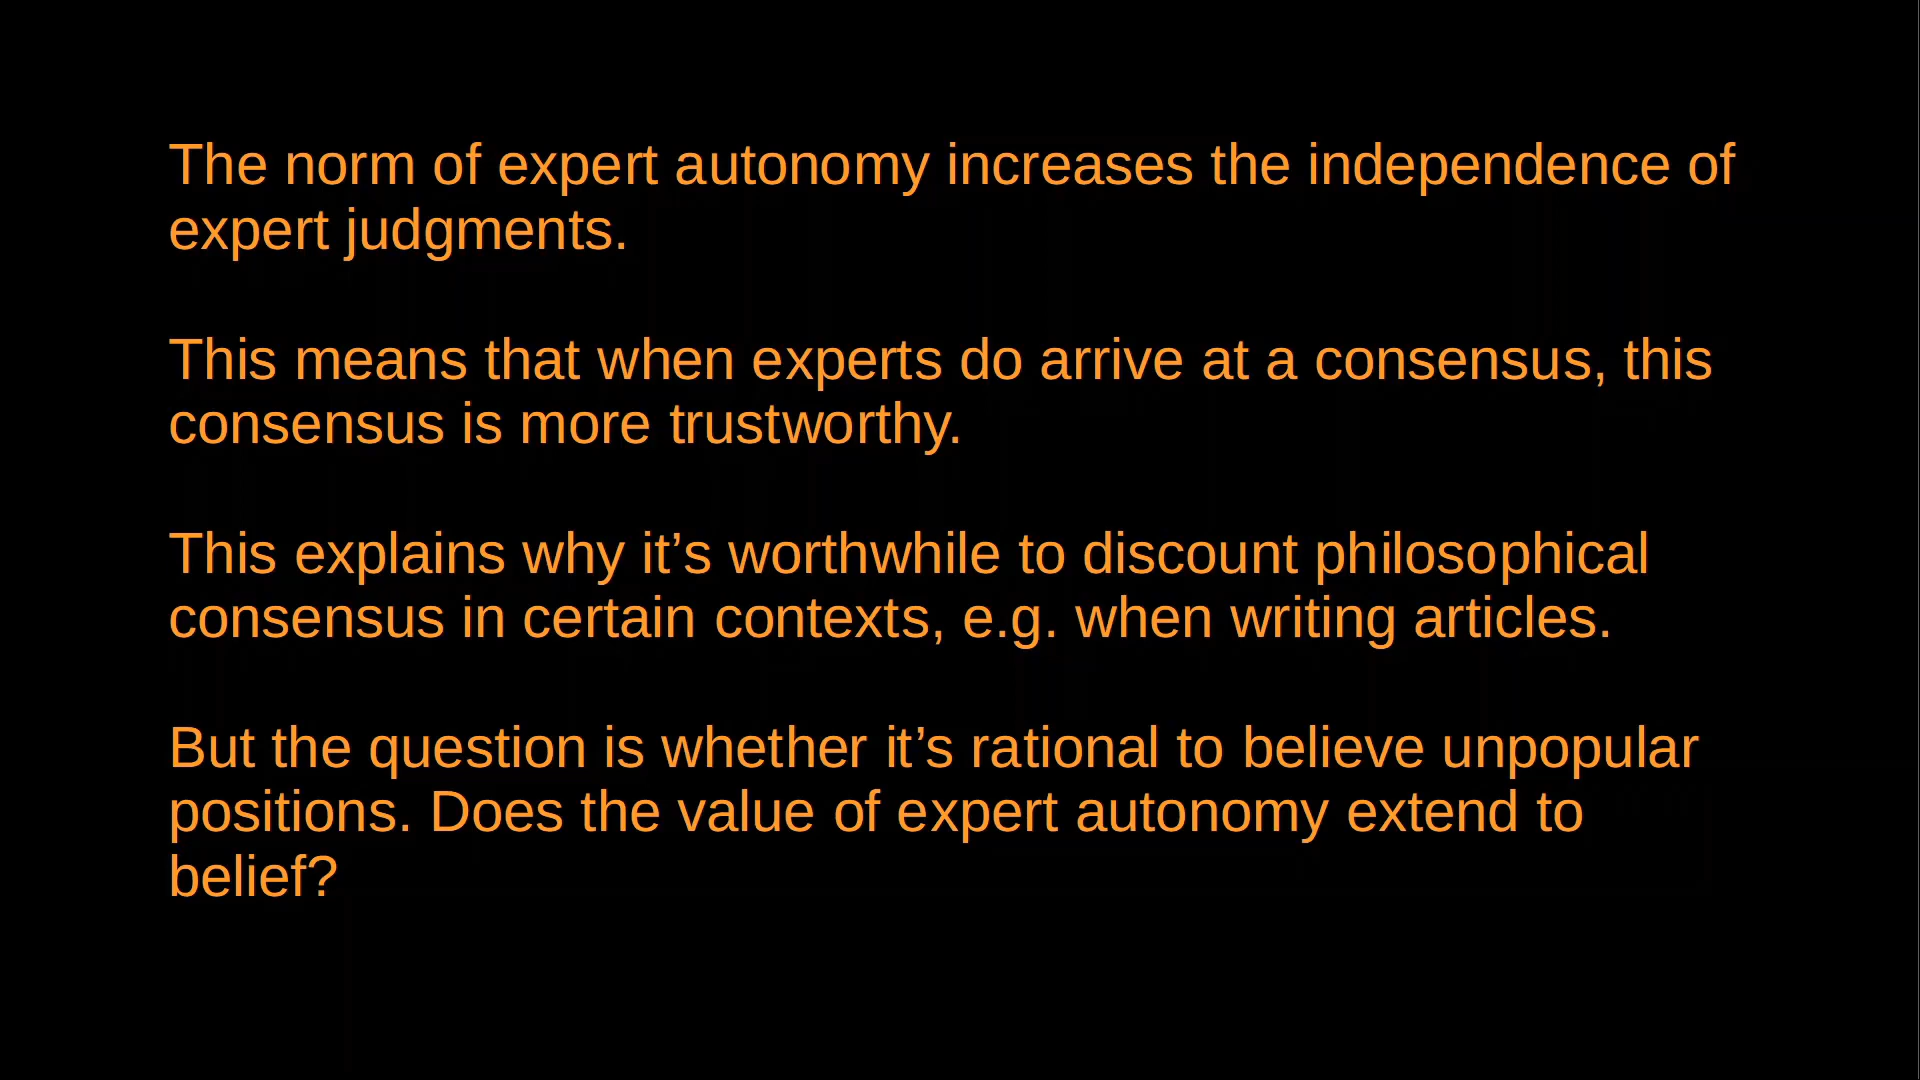 The norm of expert autonomy increases the independence of
expert judgments.
This means that when experts do arrive at a consensus, this
consensus is more trustworthy.
This explains why it’s worthwhile to discount philosophical
consensus in certain contexts, e.g. when writing articles.
But the question is whether it’s rational to believe unpopular
positions. Does the value of expert autonomy extend to
belief?